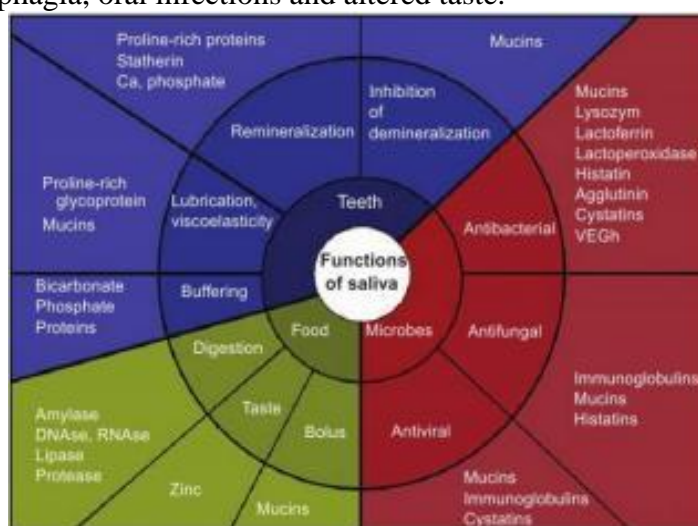 phagia, oral infections and altered taste.
Proline-rich proteins
Statherin
Ca, phosphate
Mucins
Remineralization
Inhibition
of
demineralization
Mucins
Lysozym
Lactoferrin
Lactoperoxidase
Histatin
Agglutinin
Cystatins
VEGh
Proline-rich
glycoprotein
Mucins
Lubrication,
viscoelasticity
Teeth
Antibacterial
Functions
of saliva
Bicarbonate
Phosphate
Proteins
Buffering
Food
Microbes
Antifungal
Digestion
Immunoglobulins
Mucins
Histatins
Amylase
DNAse, RNAse
Lipase
Protease
Taste
Bolus
Antiviral
Zinc
Mucins
Mucins
Immunoglobulins
Cystatins